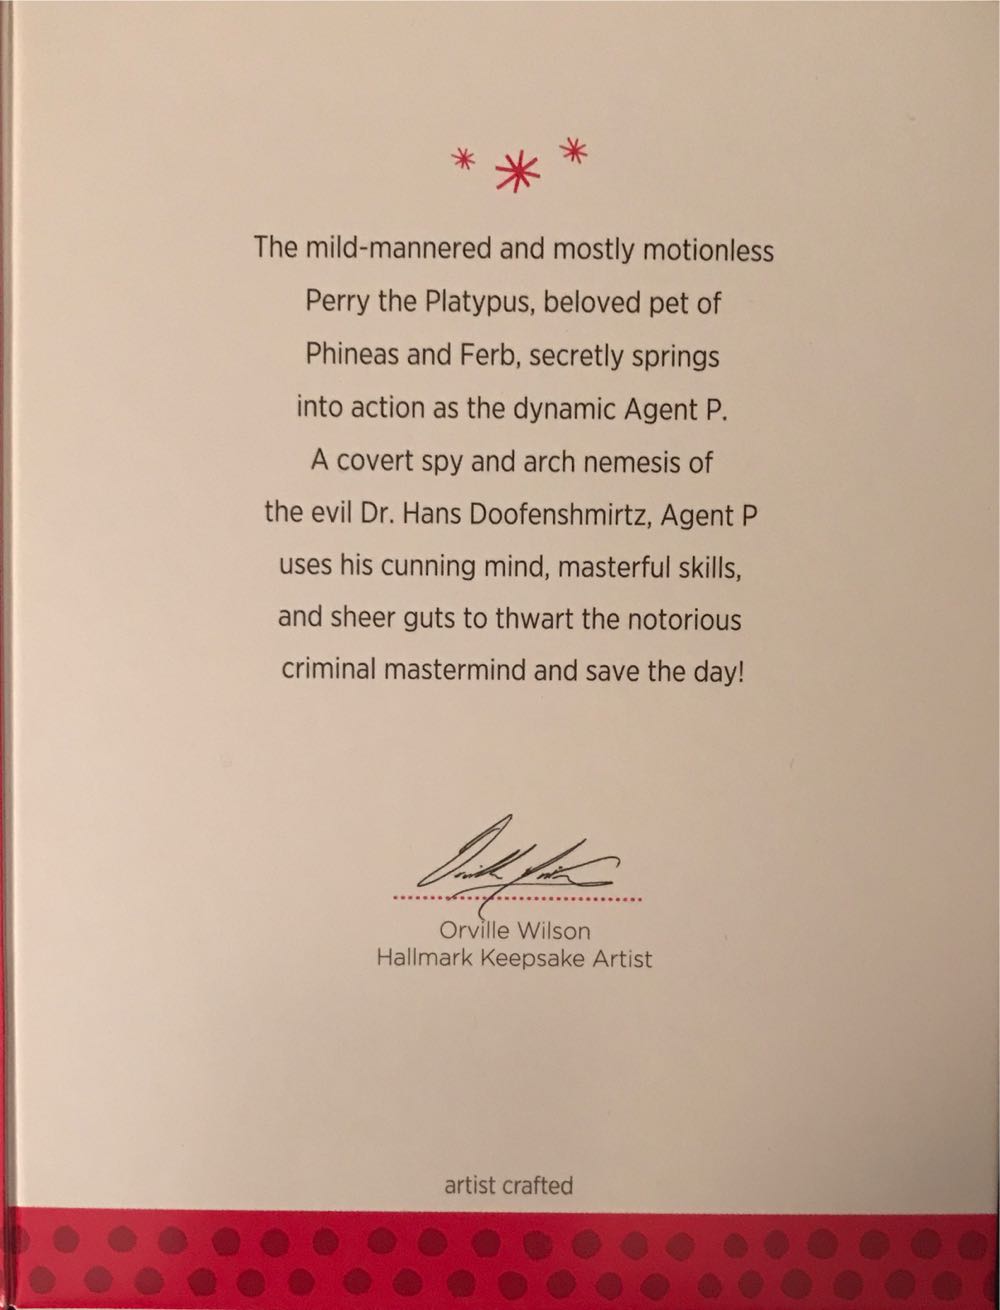 The mild-mannered and mostly motionless
Perry the Platypus, beloved pet of
Phineas and Ferb, secretly springs
into action as the dynamic Agent P.
A covert spy and arch nemesis of
the evil Dr. Hans Doofenshmirtz, Agent P
uses his cunning mind, masterful skills,
and sheer guts to thwart the notorious
criminal mastermind and save the day!
Orville Wilson
Orville Wilson
Hallmark Keepsake Artist
artist crafted